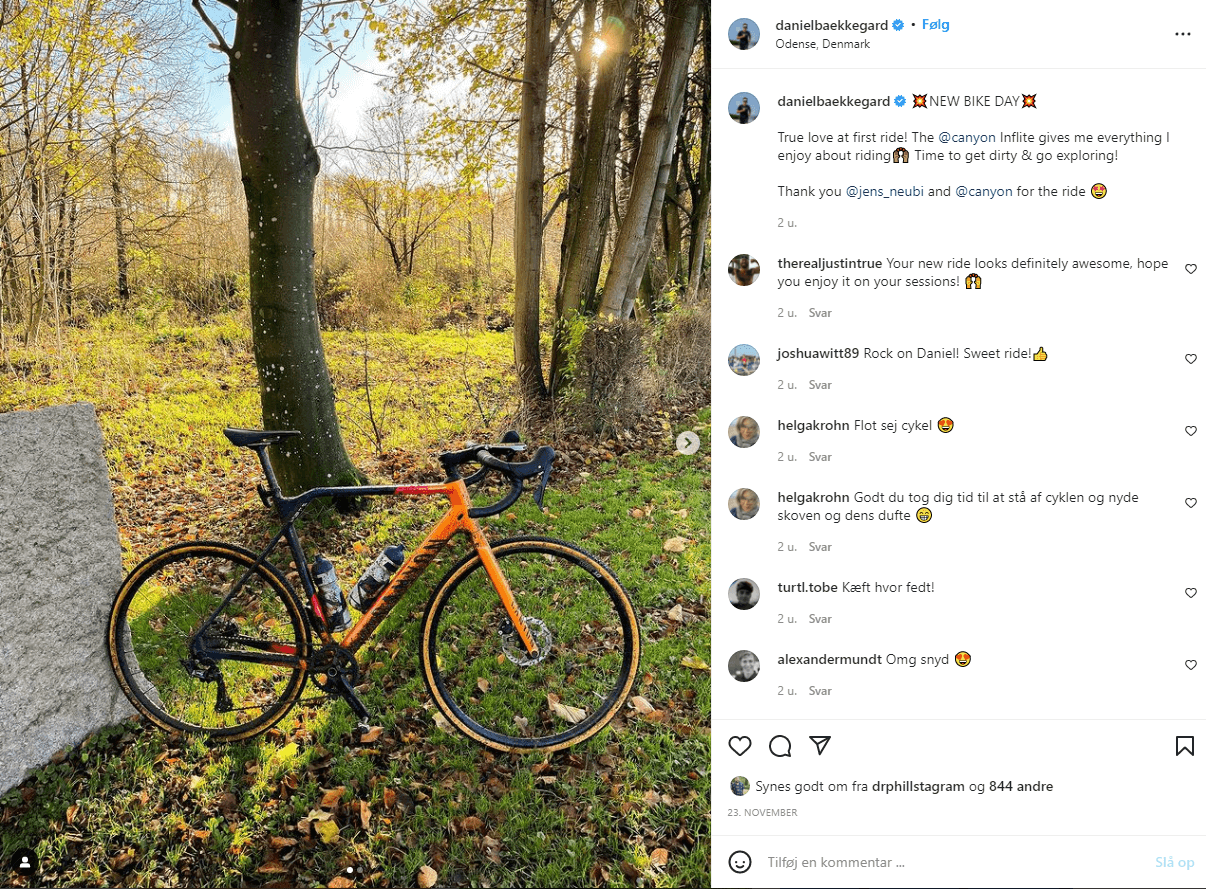 danielbaekkegard • Følg
Odense, Denmark
danielbaekkegard 💥NEW BIKE DAY💥
True love at first ride! The @canyon Inflite gives me everything I
enjoy about riding🙌🏾 Time to get dirty & go exploring!
Thank you @jens_neubi and @canyon for the ride 🤩
2 u.
therealjustintrue Your new ride looks definitely awesome, hope
you enjoy it on your sessions! 🙌
2 u. Svar
joshuawitt89 Rock on Daniel! Sweet ride!👍
2 u. Svar
helgakrohn Flot sej cykel 🤩
2 u. Svar
helgakrohn Godt du tog dig tid til at stå af cyklen og nyde
skoven og dens dufte 😁
2 u. Svar
turtl.tobe Kæft hvor fedt!
2 u. Svar
alexandermundt Omg snyd 🤩
2 u. Svar
Synes godt om fra drphillstagram og 844 andre
23. NOVEMBER
Tilføj en kommentar ...
Slå op